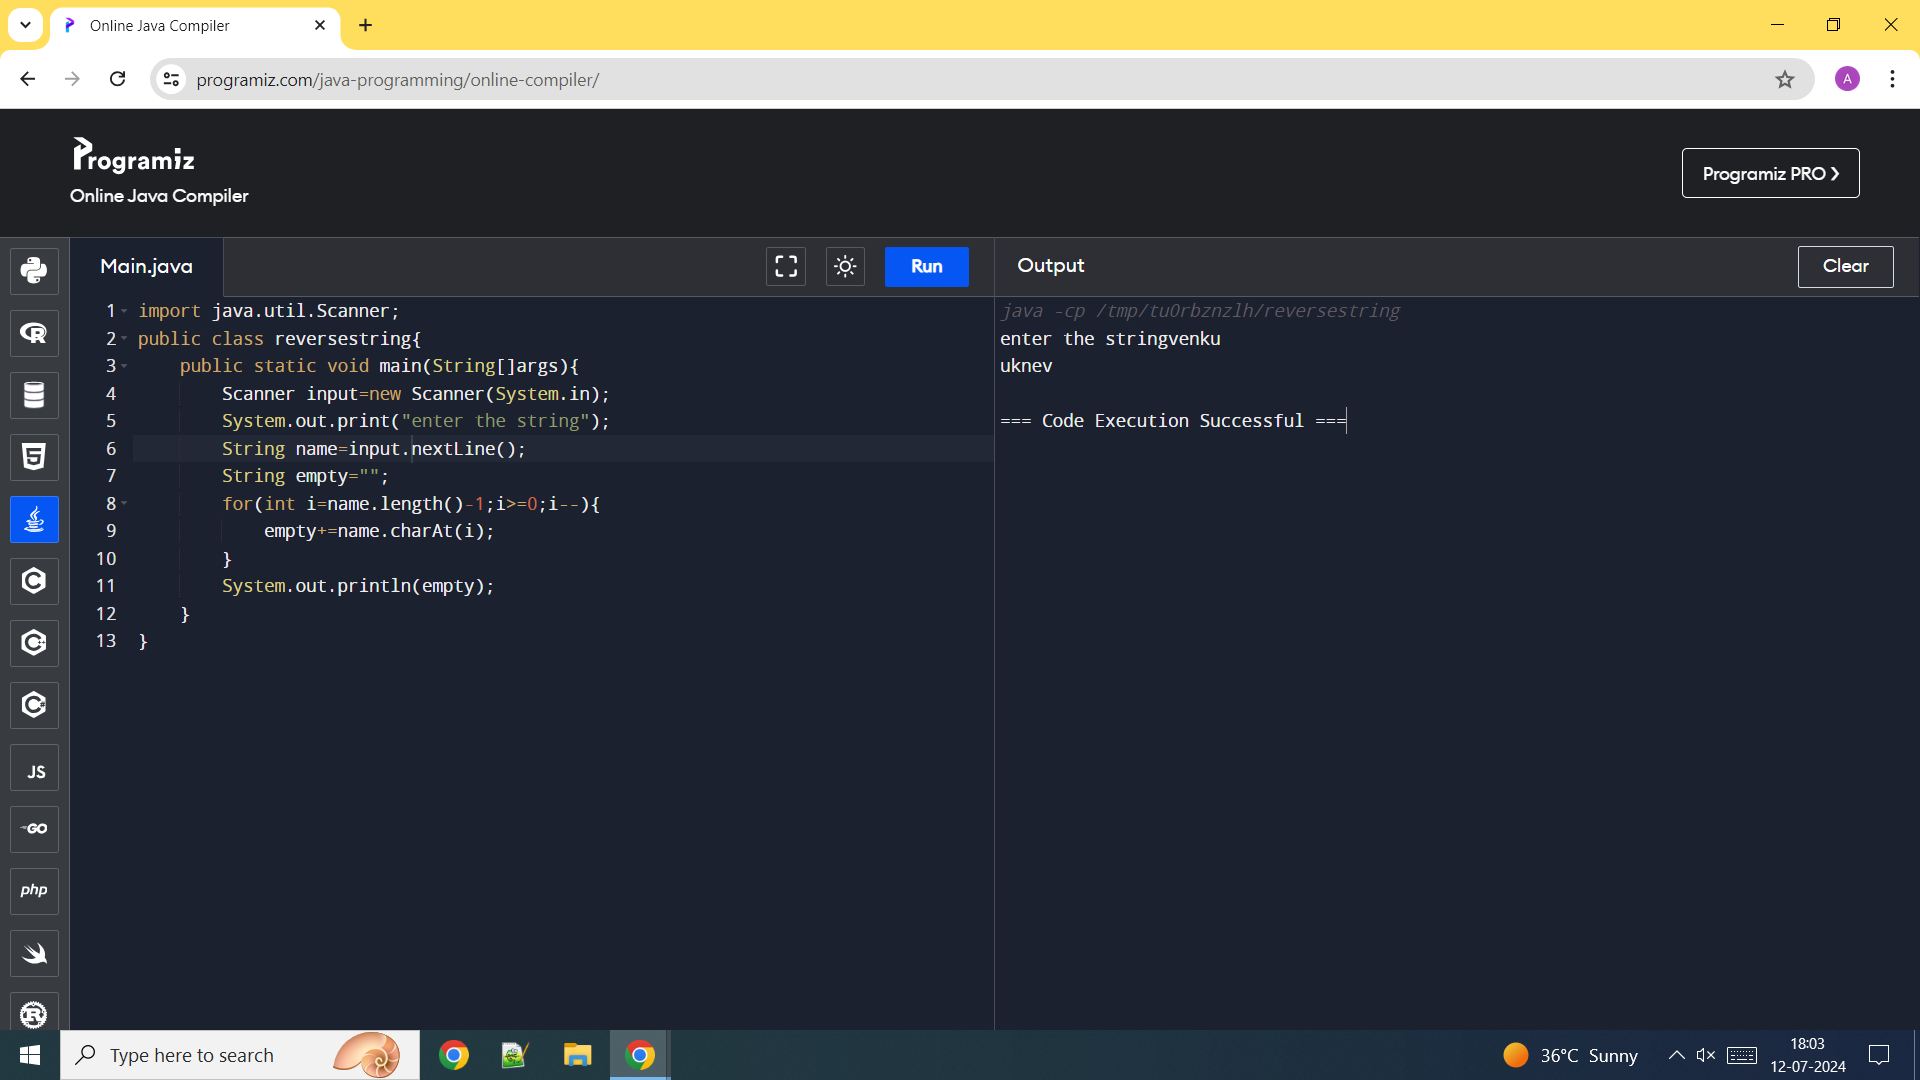 Online Java Compiler
programiz.com/java-programming/online-compiler/
A
Programiz
Online Java Compiler
Programiz PRO ❯
Main.java
Run
Output
Clear
1 import java.util.Scanner;
2 public class reversestring{
3     public static void main(String[]args){
4         Scanner input=new Scanner(System.in);
5         System.out.print("enter the string");
6         String name=input.nextLine();
7         String empty="";
8         for(int i=name.length()-1;i>=0;i--){
9             empty+=name.charAt(i);
10         }
11         System.out.println(empty);
12     }
13 }
java -cp /tmp/tu0rbznzlh/reversestring
enter the stringvenku
uknev
=== Code Execution Successful ===
R
5
C
C
C
JS
GO
php
R
Type here to search
36°C Sunny
18:03
12-07-2024